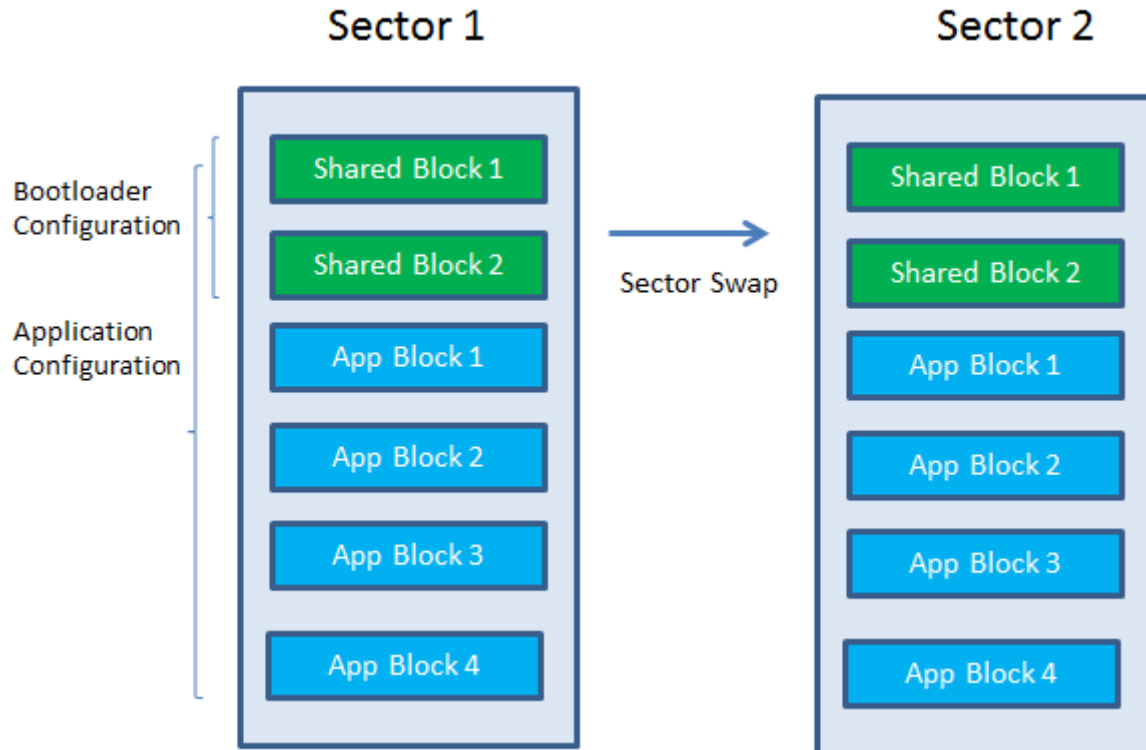 Sector 1
Sector 2
Bootloader
Configuration
Application
Configuration
Shared Block 1
Shared Block 2
App Block 1
App Block 2
App Block 3
App Block 4
Sector Swap
Shared Block 1
Shared Block 2
App Block 1
App Block 2
App Block 3
App Block 4